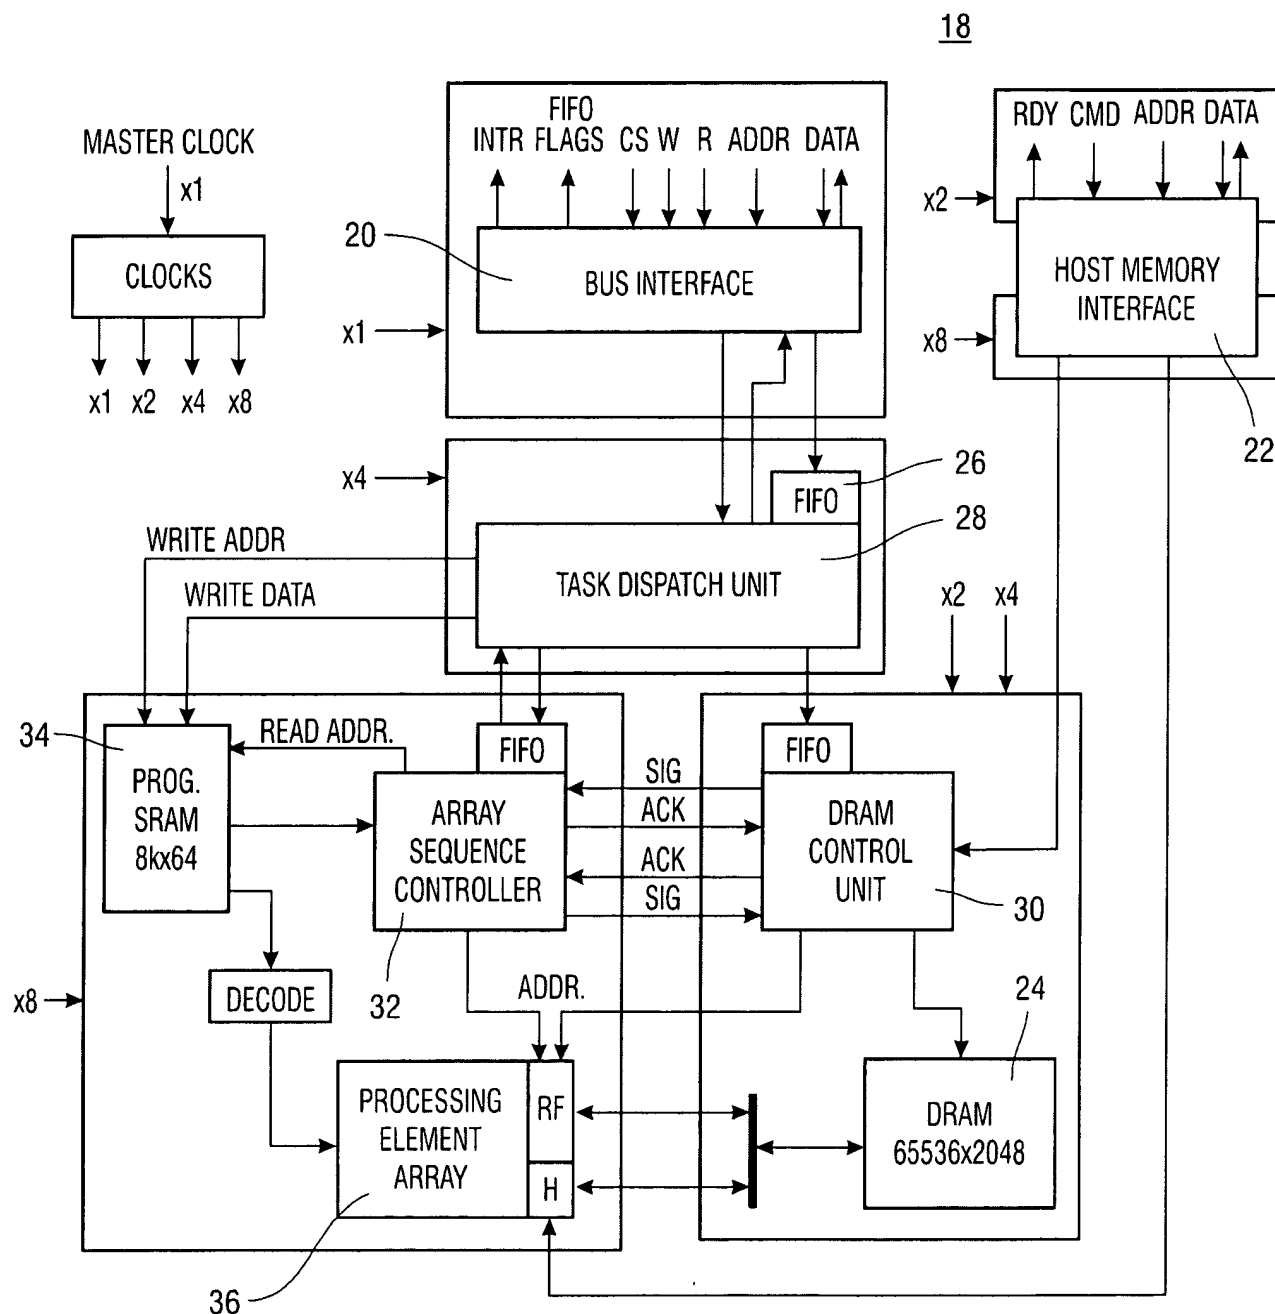 18
MASTER CLOCK
x1
CLOCKS
x1 x2 x4 x8
FIFO
INTR FLAGS CS W R ADDR DATA
20
BUS INTERFACE
x1
RDY CMD ADDR DATA
x2
HOST MEMORY
INTERFACE
x8
22
x4
26
FIFO
28
TASK DISPATCH UNIT
WRITE ADDR
WRITE DATA
x2 x4
34
PROG.
SRAM
8kx64
READ ADDR.
FIFO
ARRAY
SEQUENCE
CONTROLLER
32
SIG
ACK
ACK
SIG
FIFO
DRAM
CONTROL
UNIT
30
x8
DECODE
ADDR.
24
PROCESSING
ELEMENT
ARRAY
RF
H
DRAM
65536x2048
36